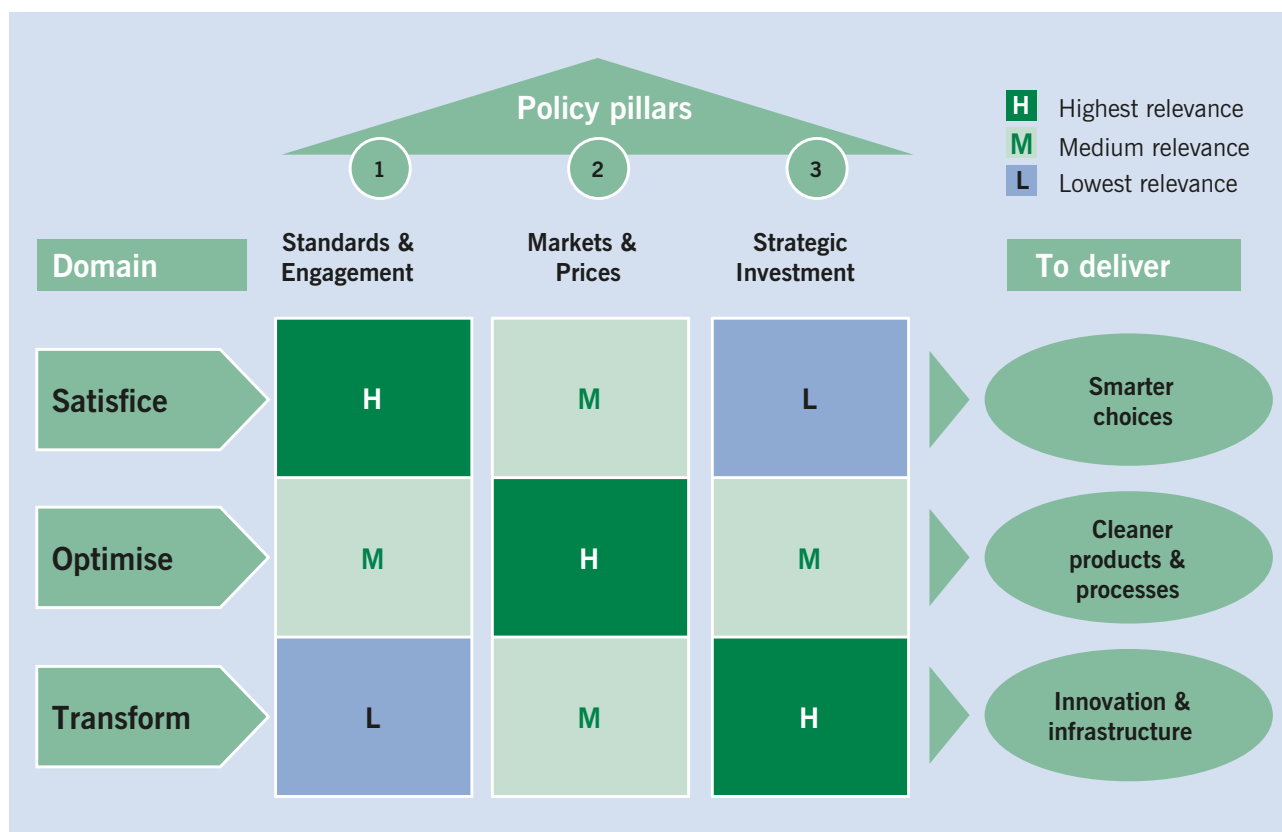 Policy pillars
1
2
3
H Highest relevance
M Medium relevance
L Lowest relevance
Domain
Standards &
Engagement
Markets &
Prices
Strategic
Investment
To deliver
Satisfice
H
M
L
Smarter
choices
Optimise
M
H
M
Cleaner
products &
processes
Transform
L
M
H
Innovation &
infrastructure